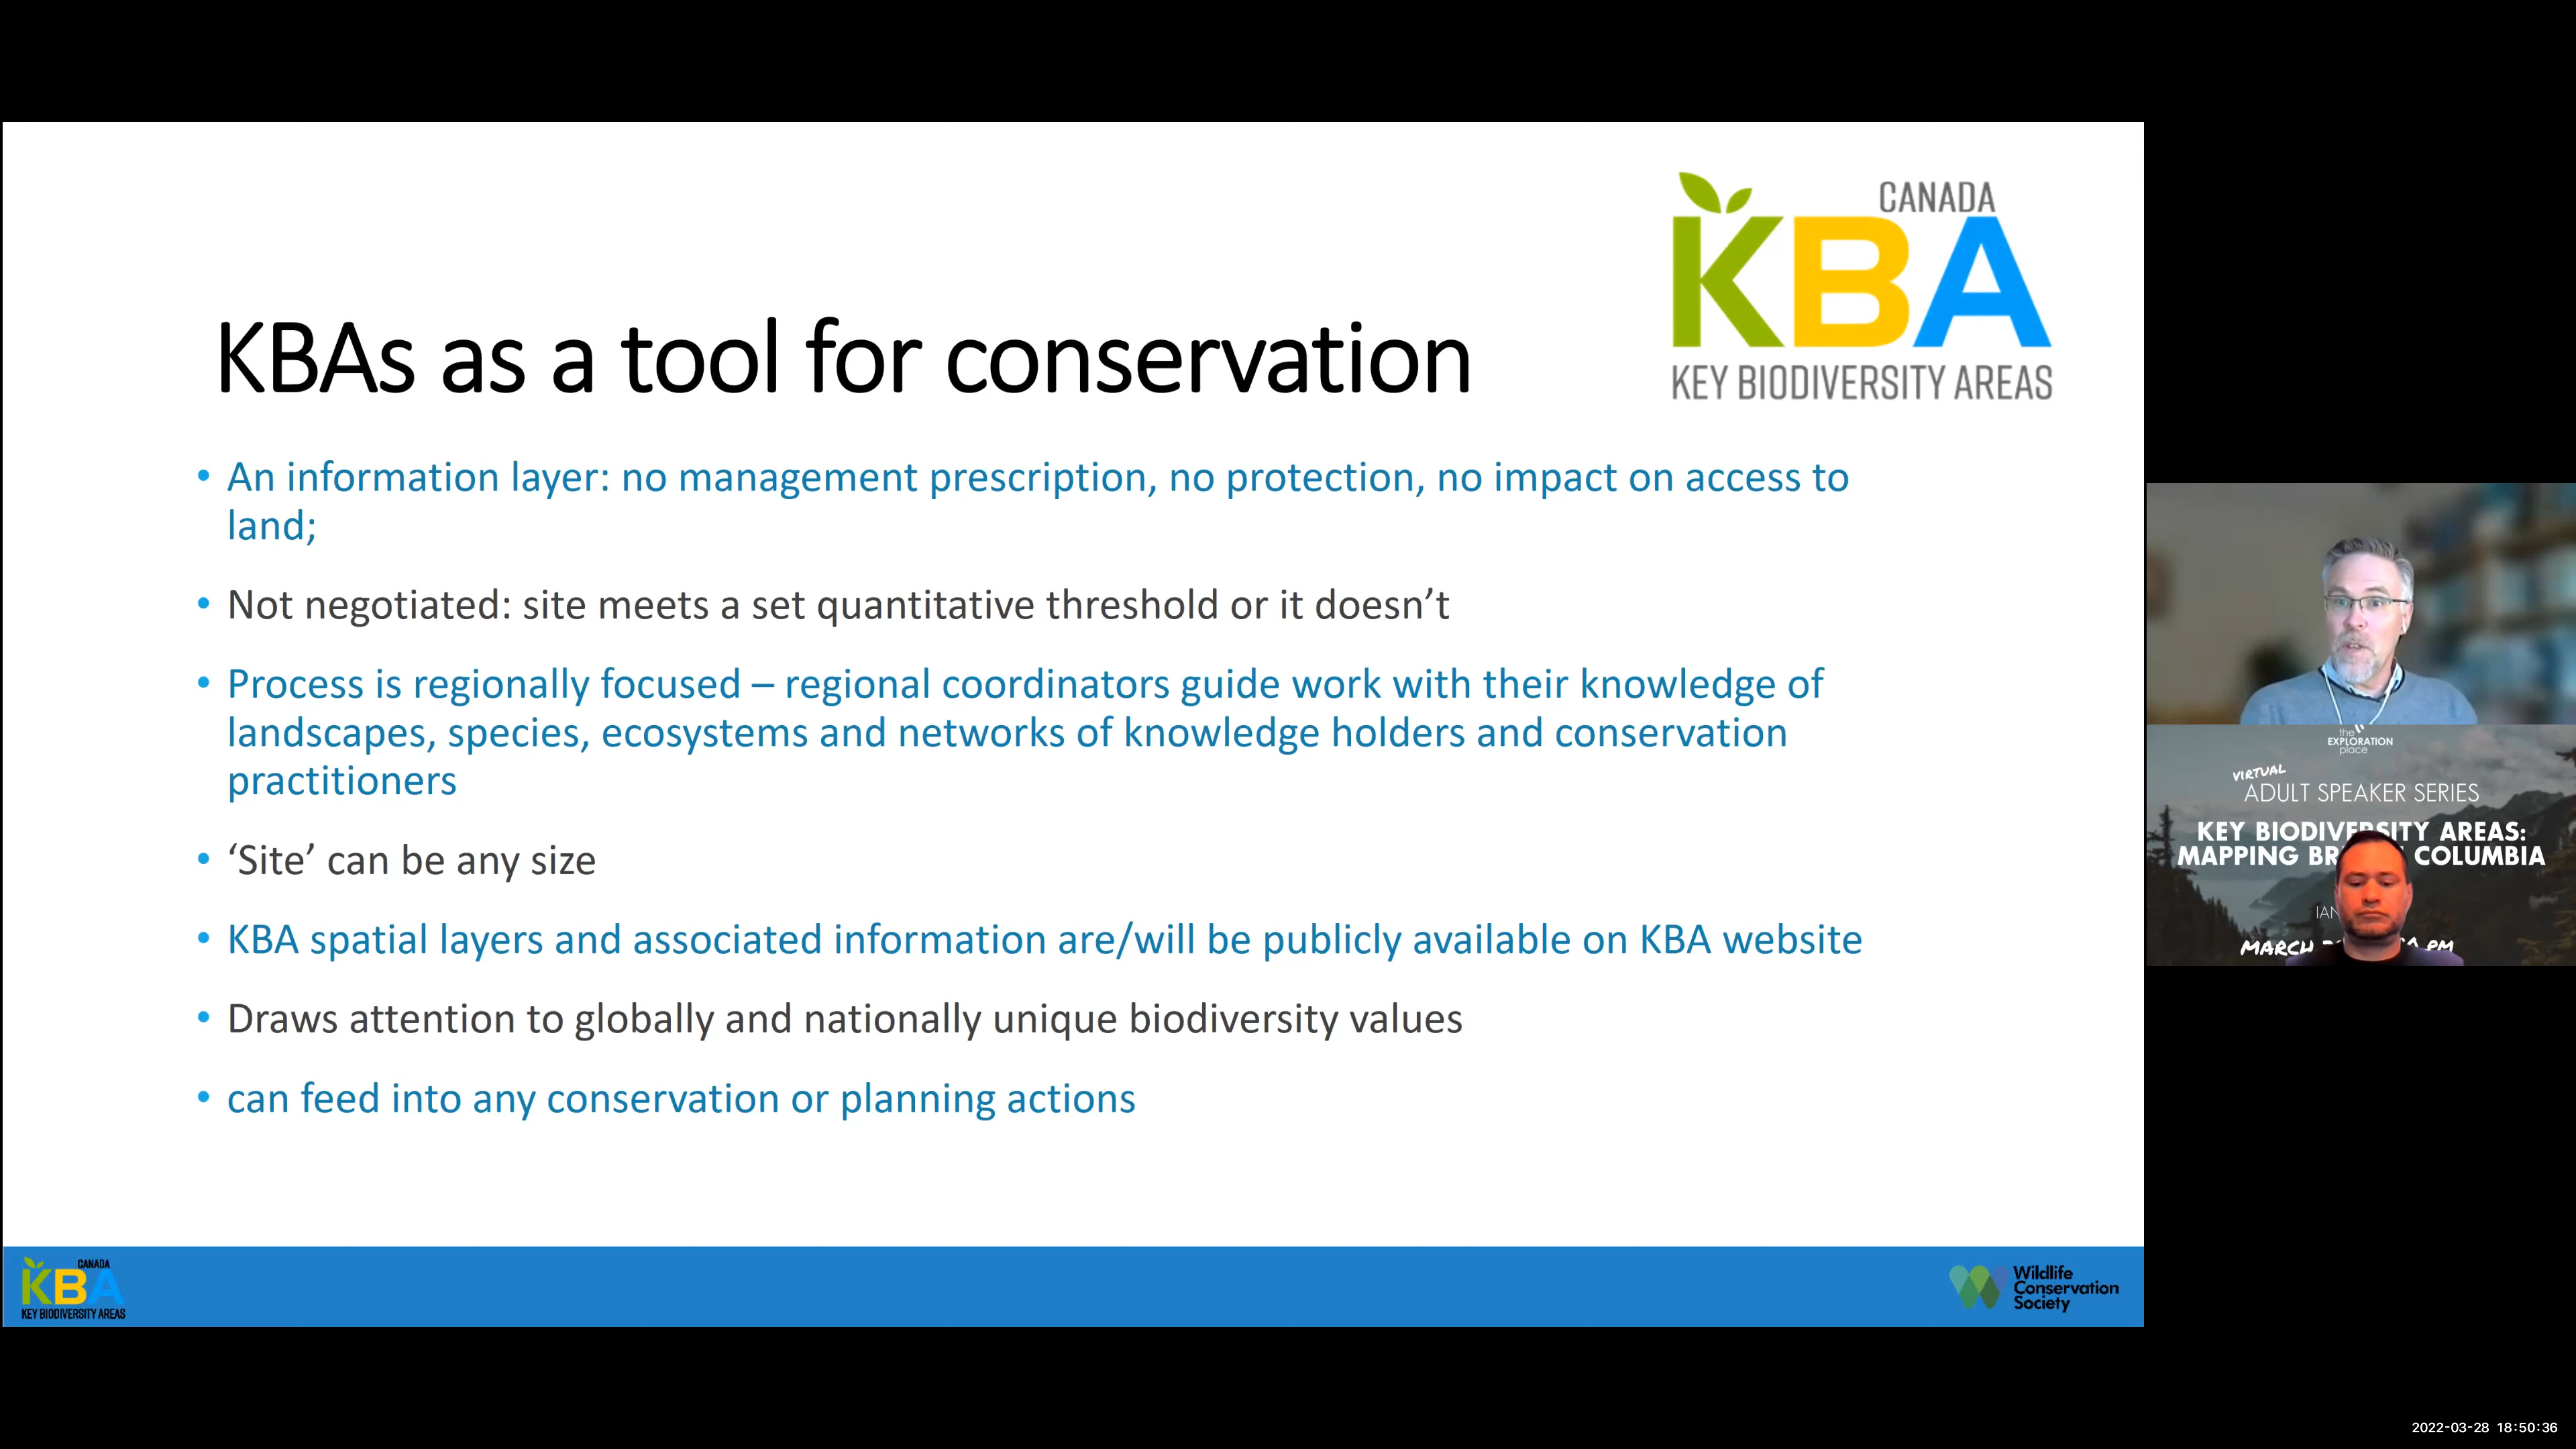 CANADA
KBA
KEY BIODIVERSITY AREAS
KBAs as a tool for conservation
• An information layer: no management prescription, no protection, no impact on access to
land;
• Not negotiated: site meets a set quantitative threshold or it doesn’t
• Process is regionally focused – regional coordinators guide work with their knowledge of
landscapes, species, ecosystems and networks of knowledge holders and conservation
practitioners
• ‘Site’ can be any size
• KBA spatial layers and associated information are/will be publicly available on KBA website
• Draws attention to globally and nationally unique biodiversity values
• can feed into any conservation or planning actions
CANADA
KBA
KEY BIODIVERSITY AREAS
Wildlife
Conservation
Society
the
EXPLORATION
place
VIRTUAL
ADULT SPEAKER SERIES
KEY BIODIVERSITY AREAS:
MAPPING COLUMBIA
MARCH PM
2022-03-28 18:50:36